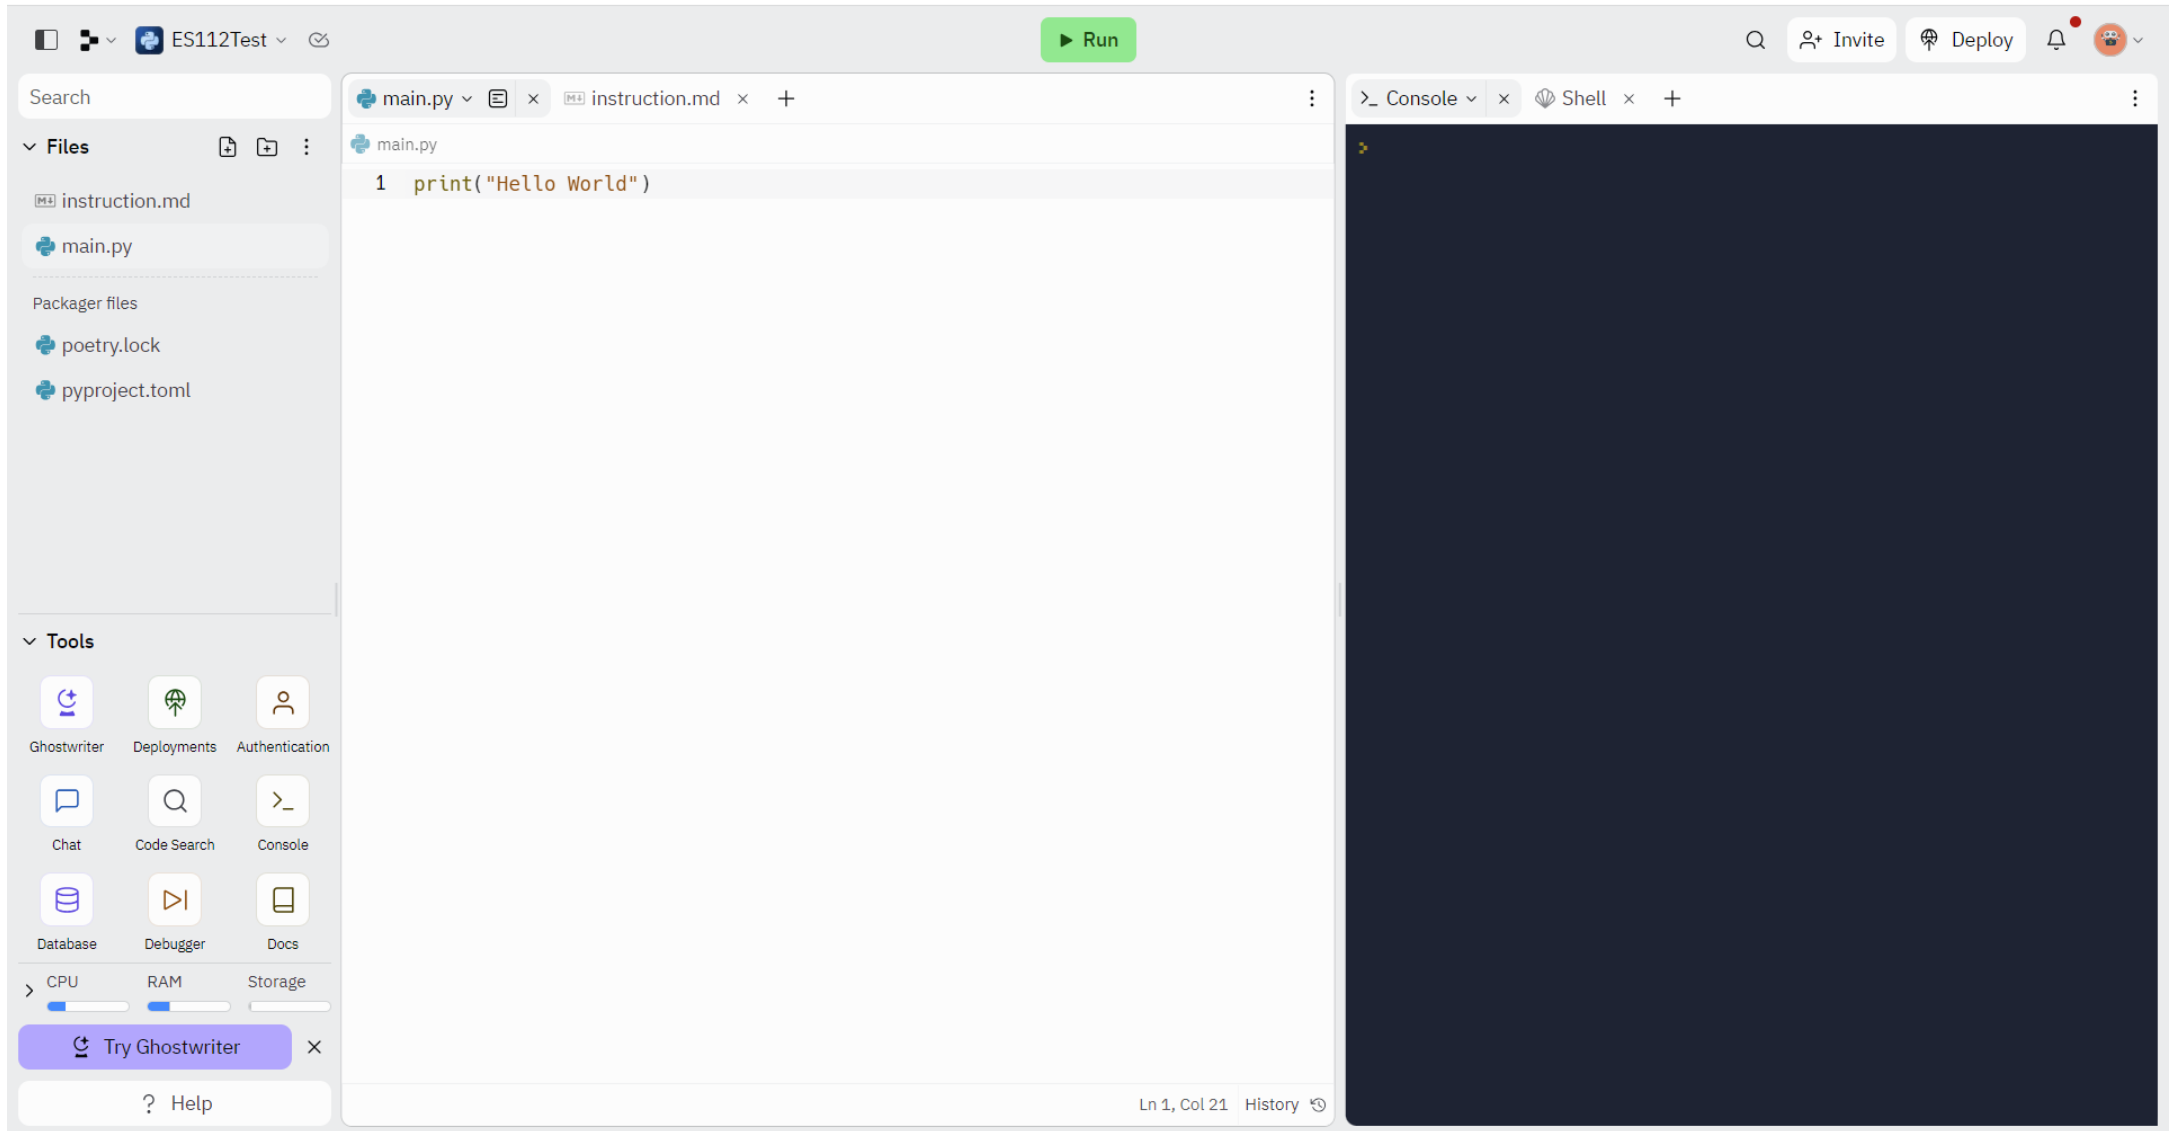 ES112Test
Run
Invite
Deploy
Search
main.py
instruction.md
>_ Console
Shell
Files
main.py
1 print("Hello World")
>
instruction.md
main.py
Packager files
poetry.lock
pyproject.toml
Tools
Ghostwriter Deployments Authentication
Chat Code Search Console
Database Debugger Docs
CPU RAM Storage
Try Ghostwriter
? Help
Ln 1, Col 21 History